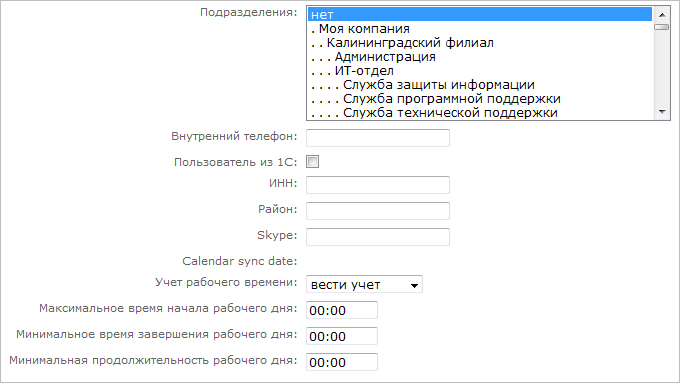 Подразделения:
нет
. Моя компания
. . Калининградский филиал
. . . Администрация
. . . ИТ-отдел
. . . . Служба защиты информации
. . . . Служба программной поддержки
. . . . Служба технической поддержки
Внутренний телефон:
Пользователь из 1С:
ИНН:
Район:
Skype:
Calendar sync date:
Учет рабочего времени: вести учет
Максимальное время начала рабочего дня: 00:00
Минимальное время завершения рабочего дня: 00:00
Минимальная продолжительность рабочего дня: 00:00